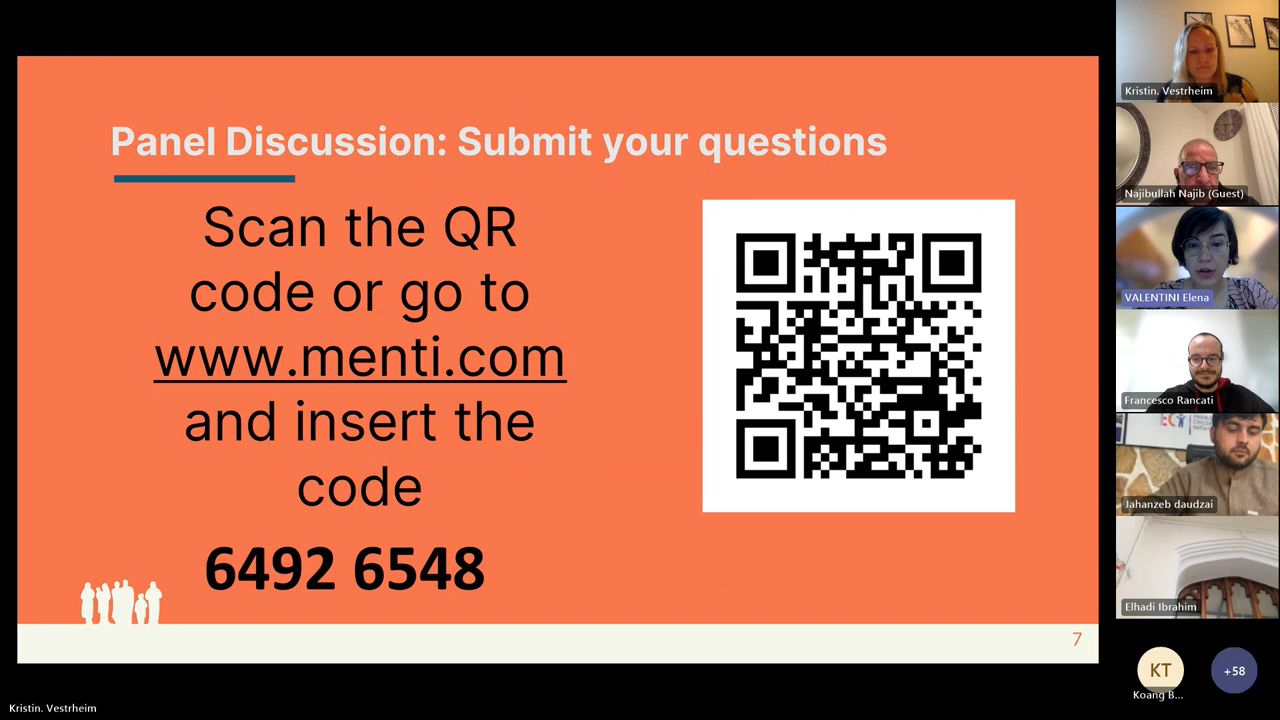 Panel Discussion: Submit your questions
Scan the QR
code or go to
www.menti.com
and insert the
code
6492 6548
7
Kristin. Vestrheim
Najibullah Najib (Guest)
VALENTINI Elena
Francesco Rancati
Jahanzeb daudzai
Elhadi Ibrahim
KT
Koang B...
+58
Kristin. Vestrheim